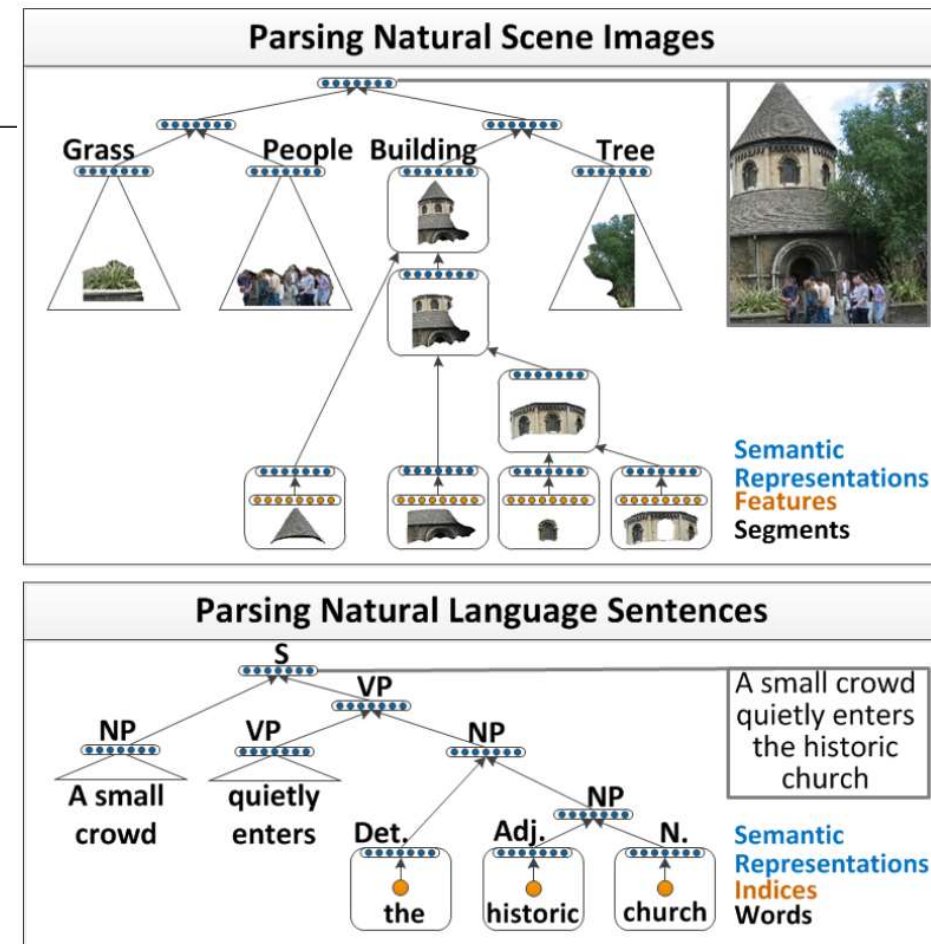 Parsing Natural Scene Images
Grass People Building Tree
Semantic
Representations
Features
Segments
Parsing Natural Language Sentences
S
VP
NP VP NP
A small
crowd
quietly
enters
NP
Det. Adj. N.
the historic church
A small crowd
quietly enters
the historic
church
Semantic
Representations
Indices
Words